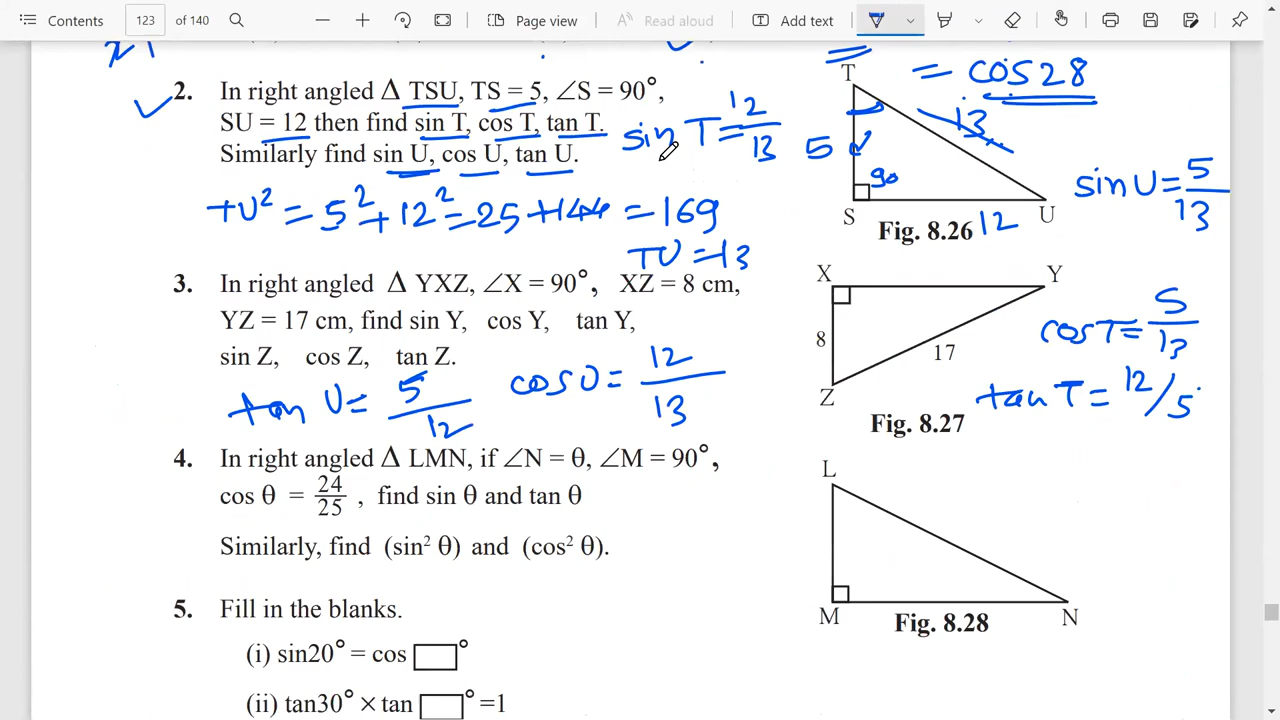 Contents
123 of 140
Page view
Read aloud
Add text
21
= cos28
2. In right angled Δ TSU, TS = 5, ∠S = 90°,
SU = 12 then find sin T, cos T, tan T.
Similarly find sin U, cos U, tan U.
sin T = 12/13
T
5
13
90
S
12
U
Fig. 8.26
sin U = 5/13
TU² = 5² + 12² = 25 + 144 = 169
TU = 13
3. In right angled Δ YXZ, ∠X = 90°, XZ = 8 cm,
YZ = 17 cm, find sin Y, cos Y, tan Y,
sin Z, cos Z, tan Z.
X
Y
8
17
Z
Fig. 8.27
cos T = 5/13
tan T = 12/5
tan U = 5/12
cos U = 12/13
4. In right angled Δ LMN, if ∠N = θ, ∠M = 90°,
cos θ = 24/25 , find sin θ and tan θ
Similarly, find (sin² θ) and (cos² θ).
L
M
N
Fig. 8.28
5. Fill in the blanks.
(i) sin20° = cos □°
(ii) tan30° × tan □° =1